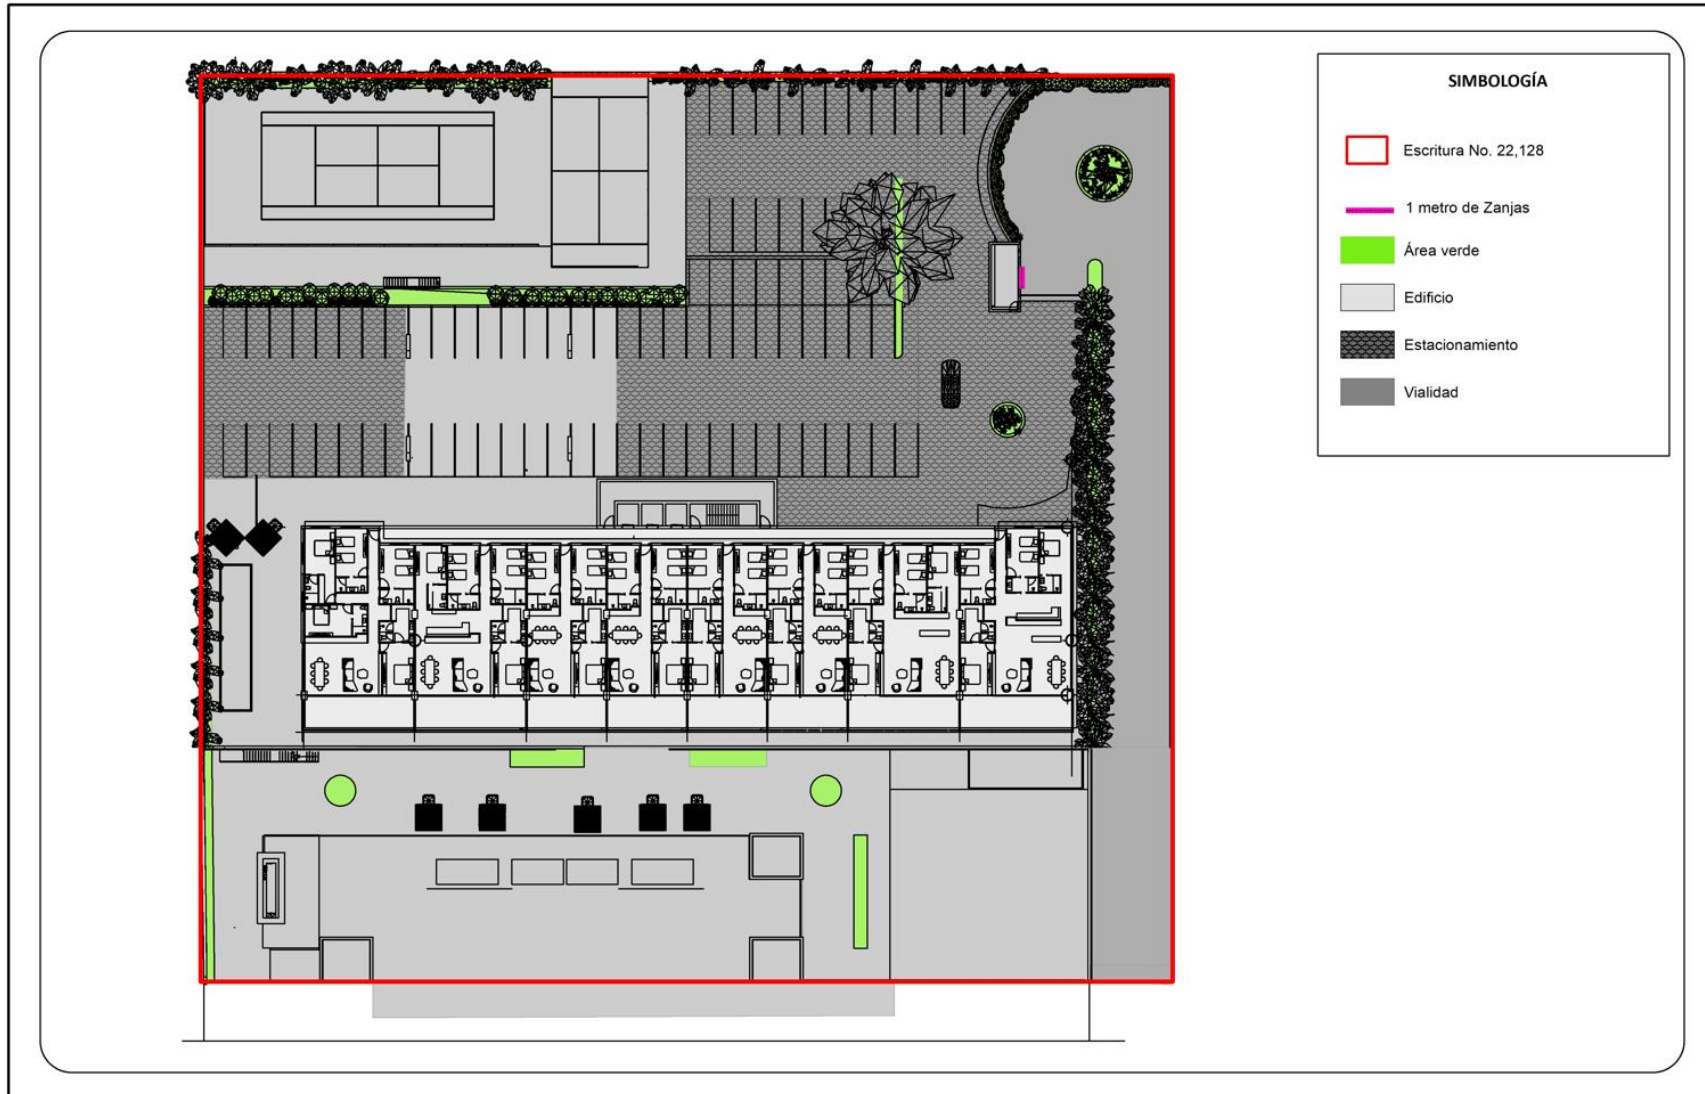 SIMBOLOGÍA
Escritura No. 22,128
1 metro de Zanjas
Área verde
Edificio
Estacionamiento
Vialidad